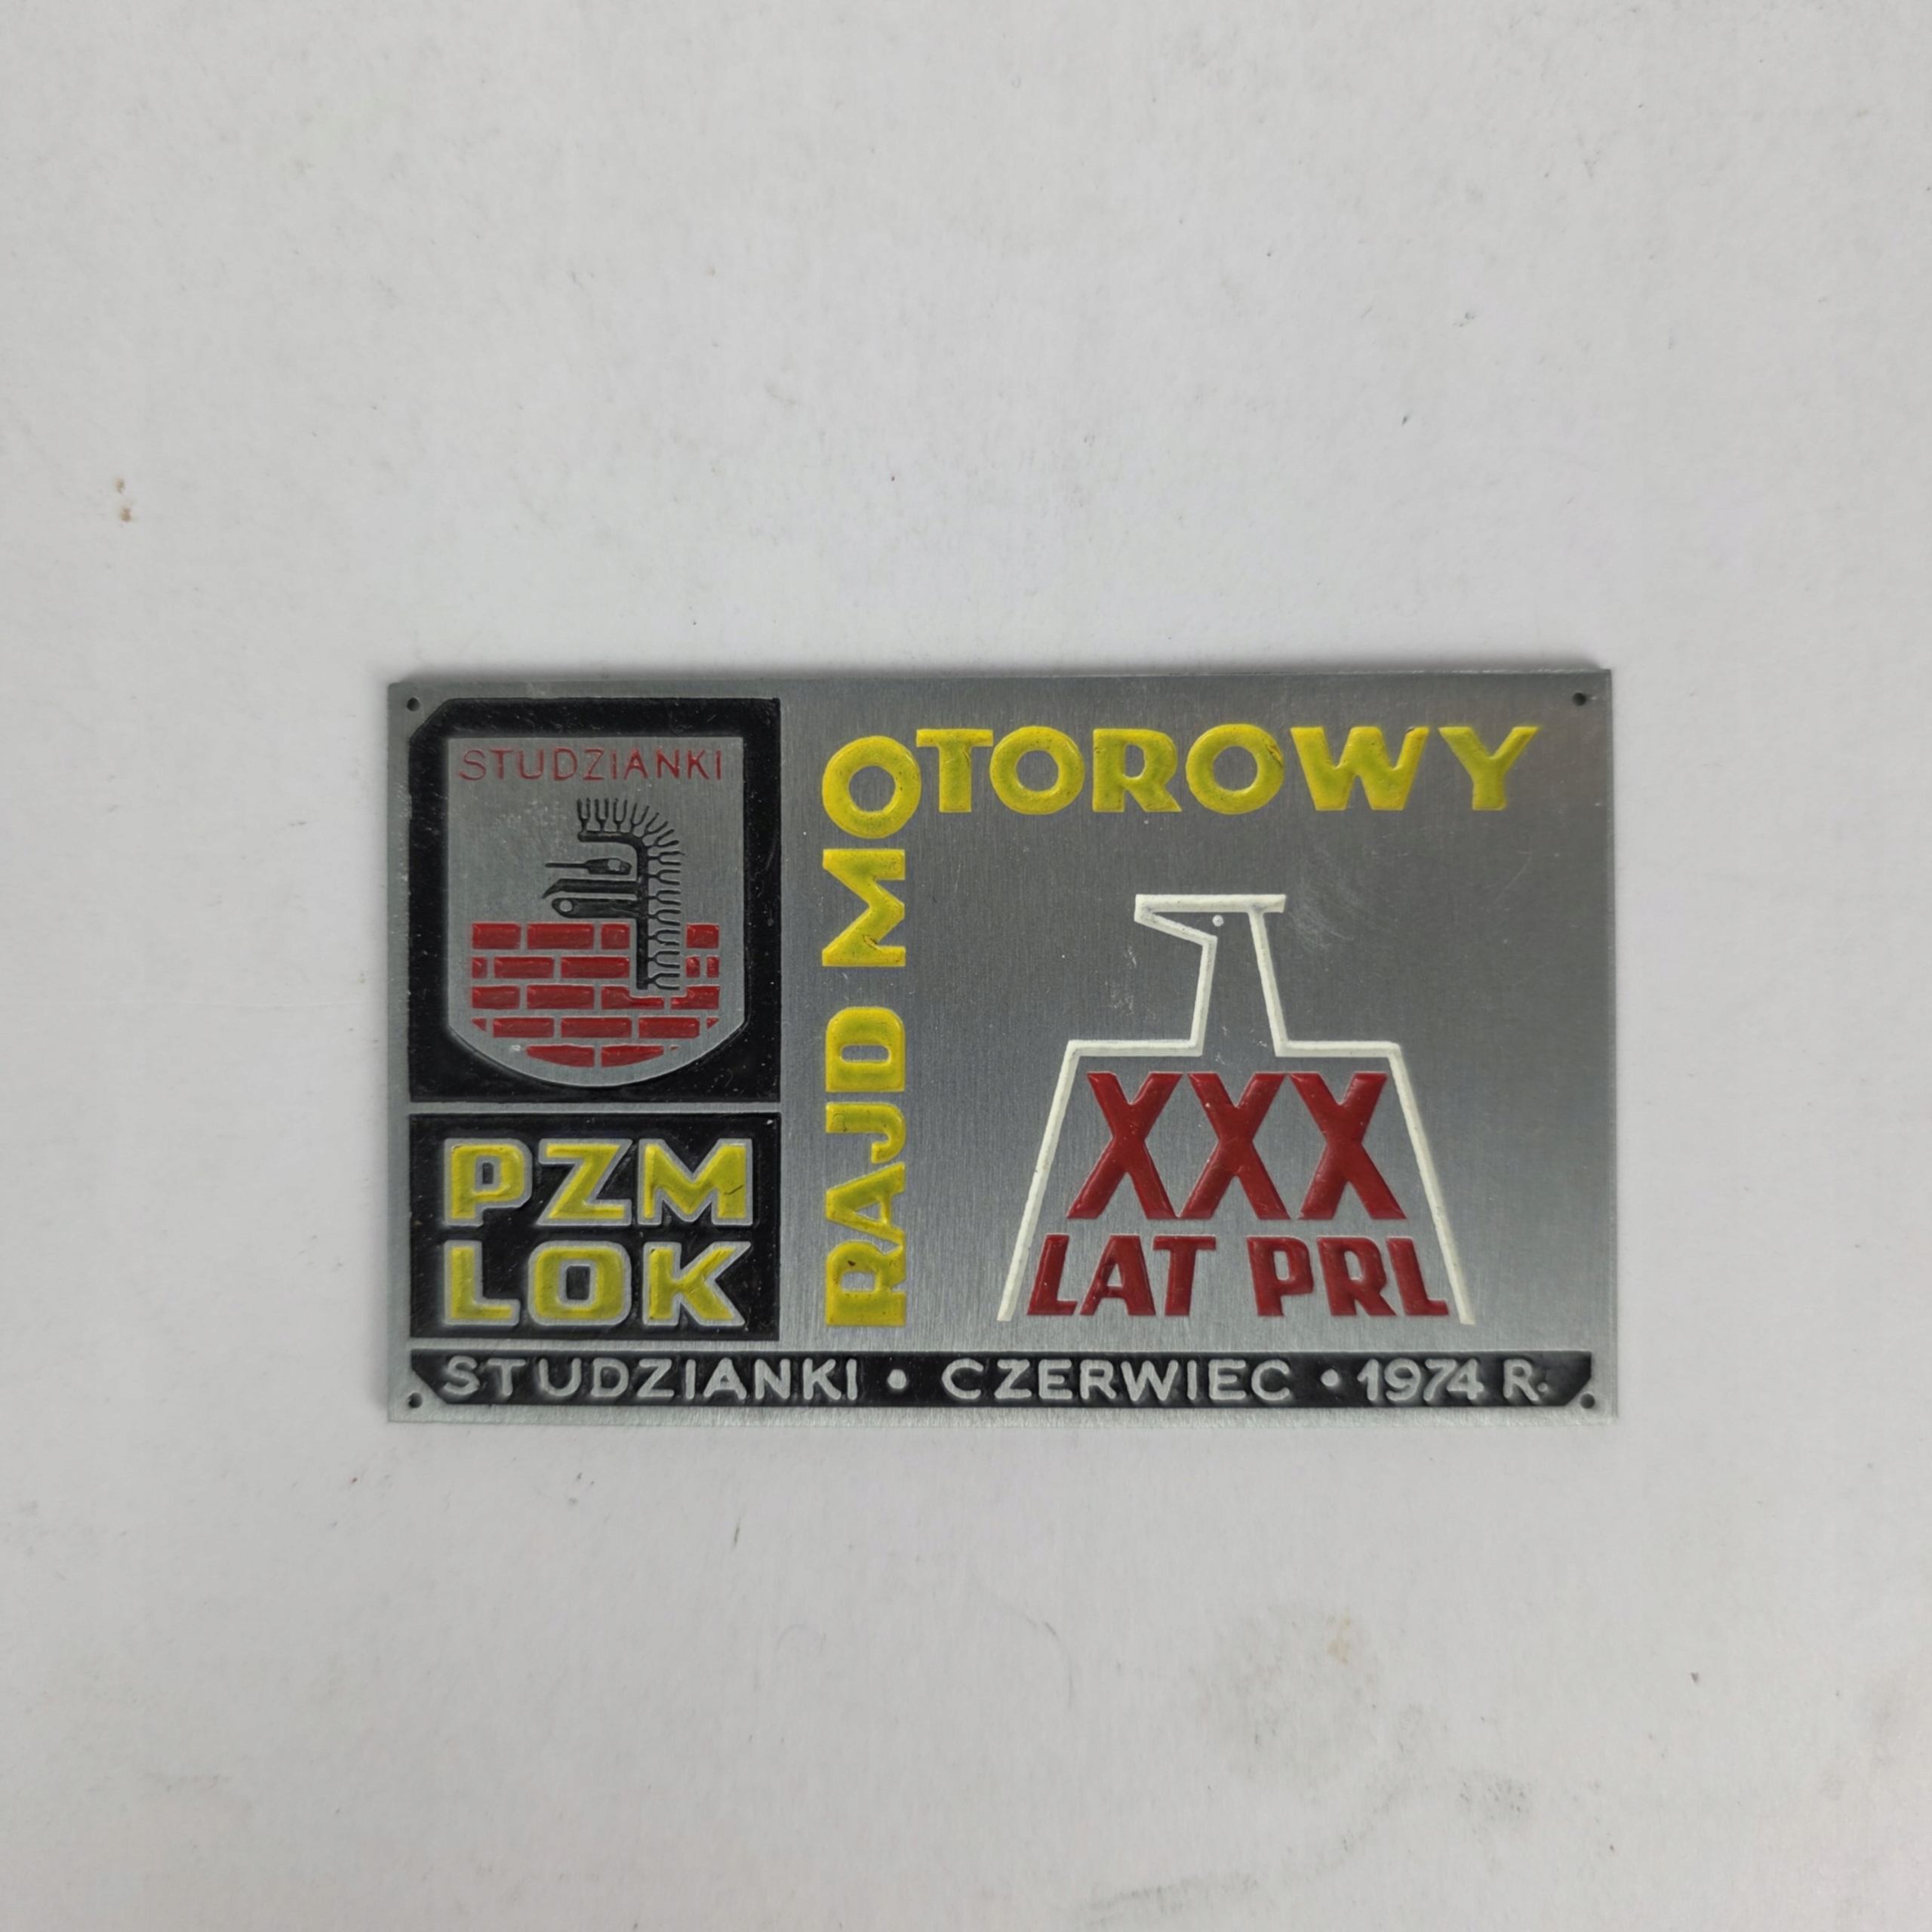 STUDZIANKI
PZM
LOK
RAJD MOTOROWY
XXX
LAT PRL
STUDZIANKI • CZERWIEC • 1974 R.